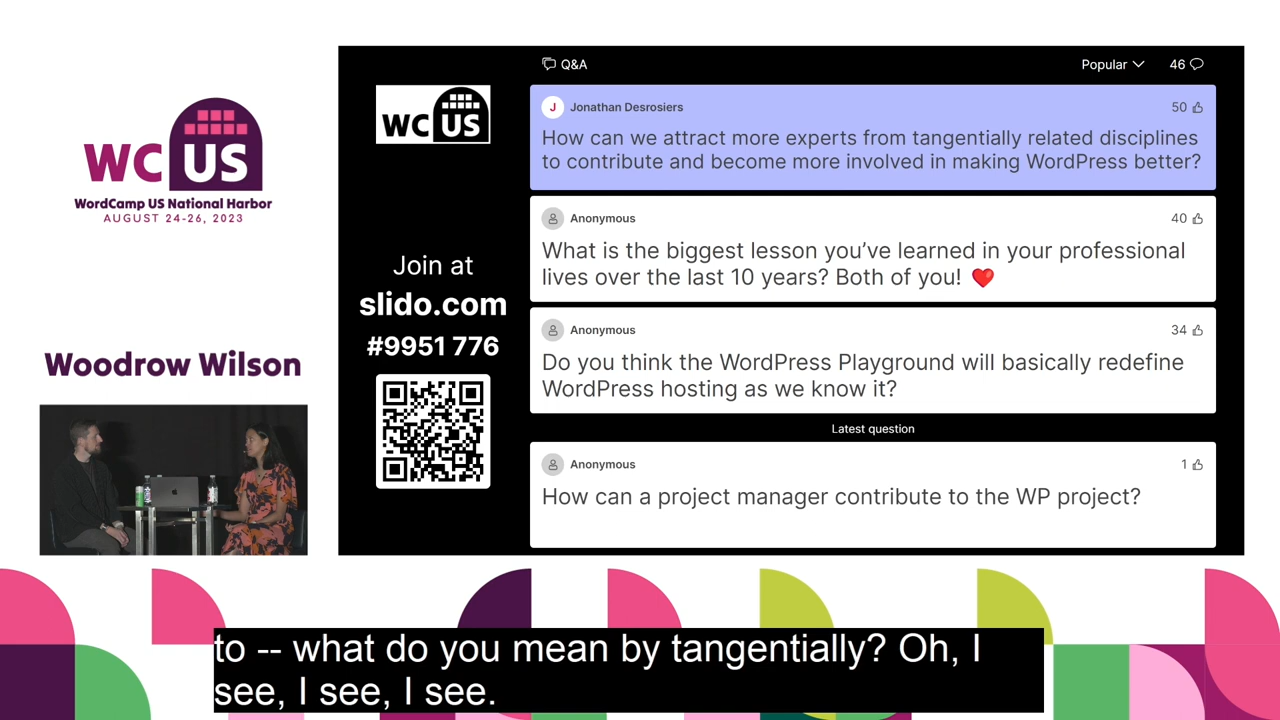 WC US
WordCamp US National Harbor
AUGUST 24-26, 2023
Woodrow Wilson
WC US
Join at
slido.com
#9951 776
Q&A
Popular
46
J Jonathan Desrosiers 50
How can we attract more experts from tangentially related disciplines
to contribute and become more involved in making WordPress better?
Anonymous 40
What is the biggest lesson you’ve learned in your professional
lives over the last 10 years? Both of you! ❤️
Anonymous 34
Do you think the WordPress Playground will basically redefine
WordPress hosting as we know it?
Latest question
Anonymous 1
How can a project manager contribute to the WP project?
to -- what do you mean by tangentially? Oh, I
see, I see, I see.